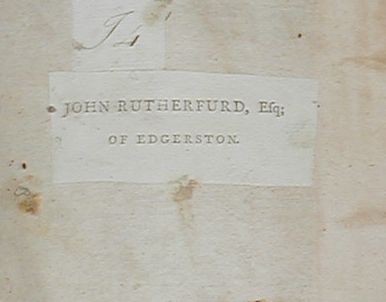 JOHN RUTHERFURD, Eſq;
OF EDGERSTON.